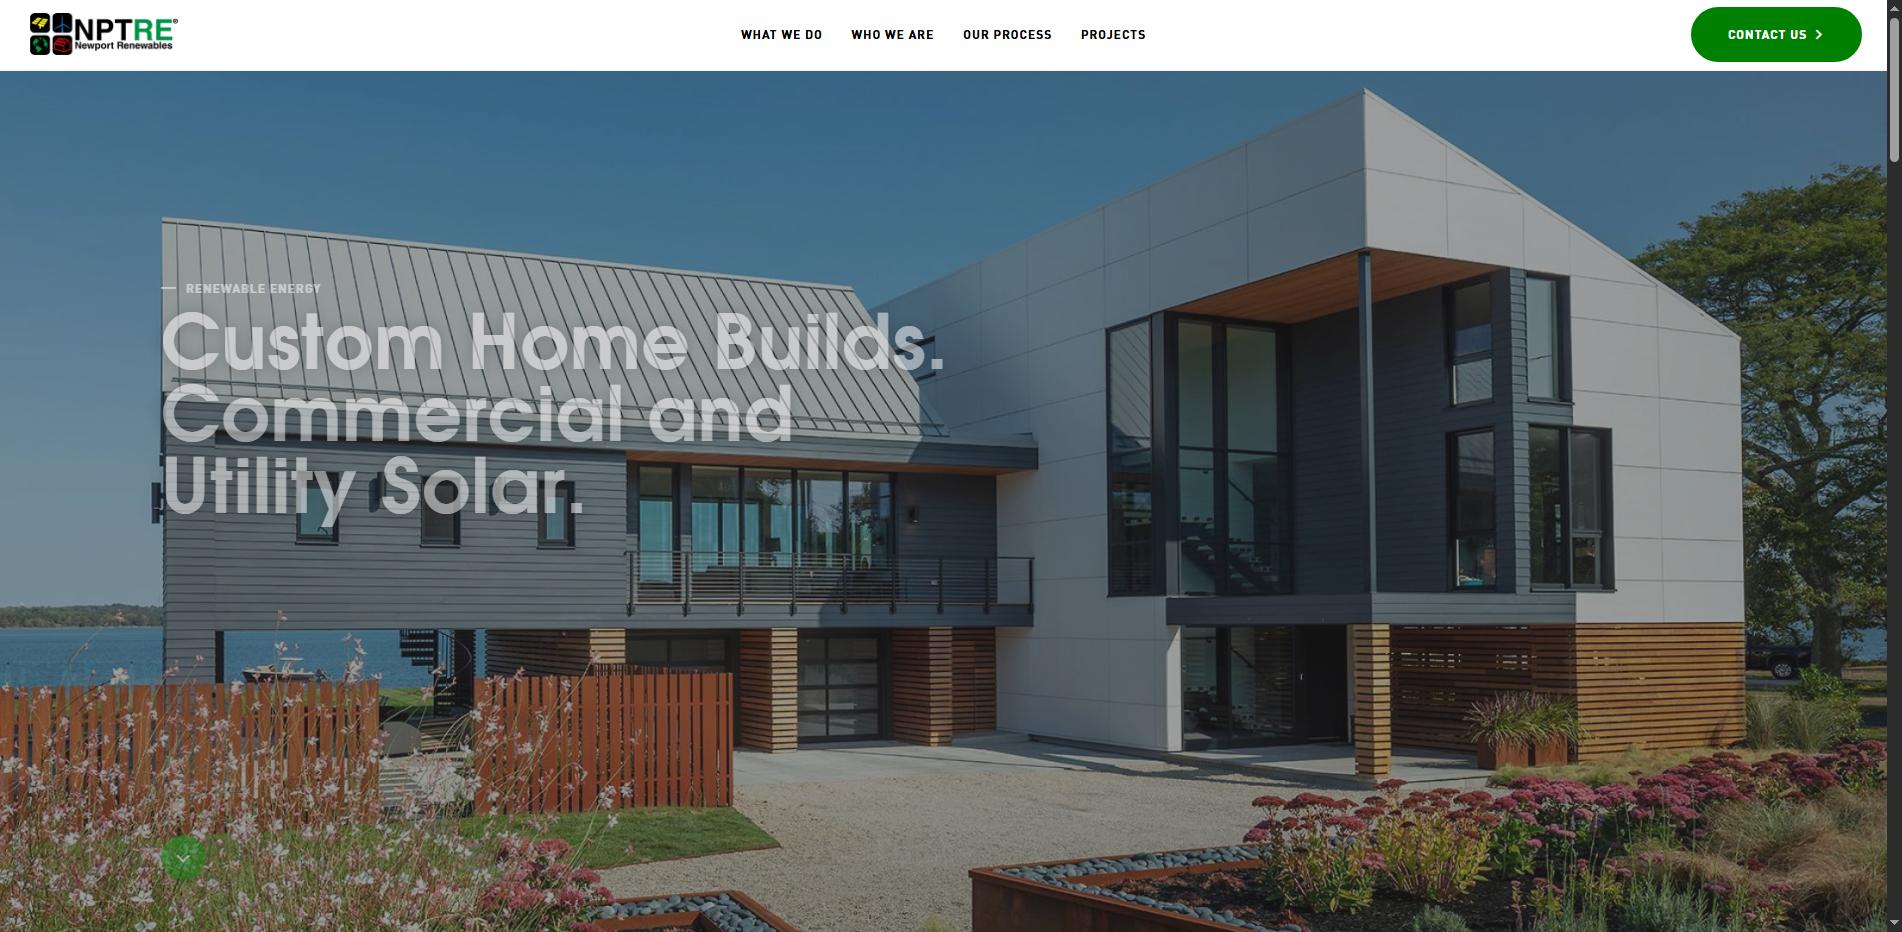 NPTRE®
Newport Renewables
WHAT WE DO
WHO WE ARE
OUR PROCESS
PROJECTS
CONTACT US
RENEWABLE ENERGY
Custom Home Builds.
Commercial and
Utility Solar.